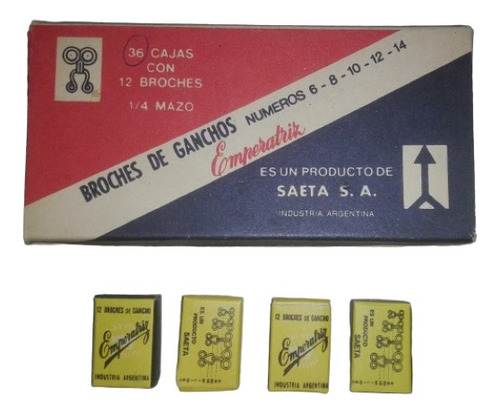 36 CAJAS
CON
12 BROCHES
1/4 MAZO
BROCHES DE GANCHOS NUMEROS 6-8-10-12-14
Emperatriz
ES UN PRODUCTO DE
SAETA S. A.
INDUSTRIA ARGENTINA
12 BROCHES DE GANCHO
Emperatriz
INDUSTRIA ARGENTINA
ES UN
PRODUCTO
SAETA
12 BROCHES DE GANCHO
Emperatriz
INDUSTRIA ARGENTINA
ES UN
PRODUCTO
SAETA